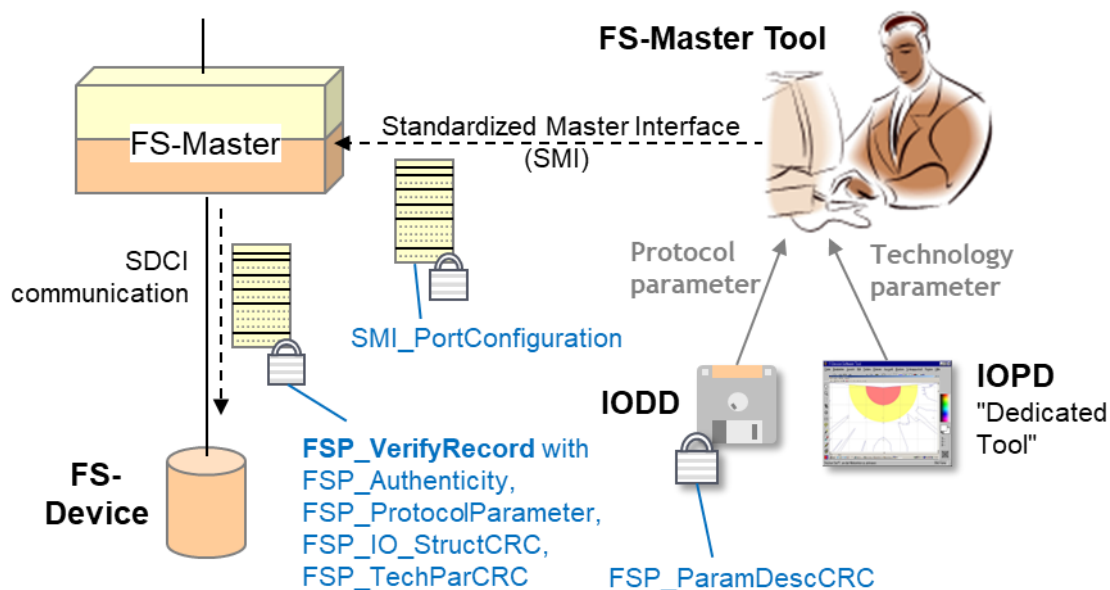 FS-Master Tool
FS-Master
Standardized Master Interface
(SMI)
SDCI
communication
Protocol
parameter
Technology
parameter
SMI_PortConfiguration
IODD
IOPD
"Dedicated
Tool"
FS-
Device
FSP_VerifyRecord with
FSP_Authenticity,
FSP_ProtocolParameter,
FSP_IO_StructCRC,
FSP_TechParCRC
FSP_ParamDescCRC